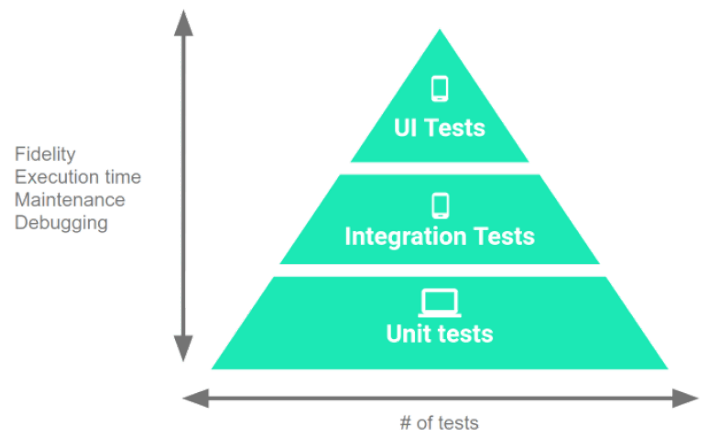 UI Tests
Fidelity
Execution time
Maintenance
Debugging
Integration Tests
Unit tests
# of tests